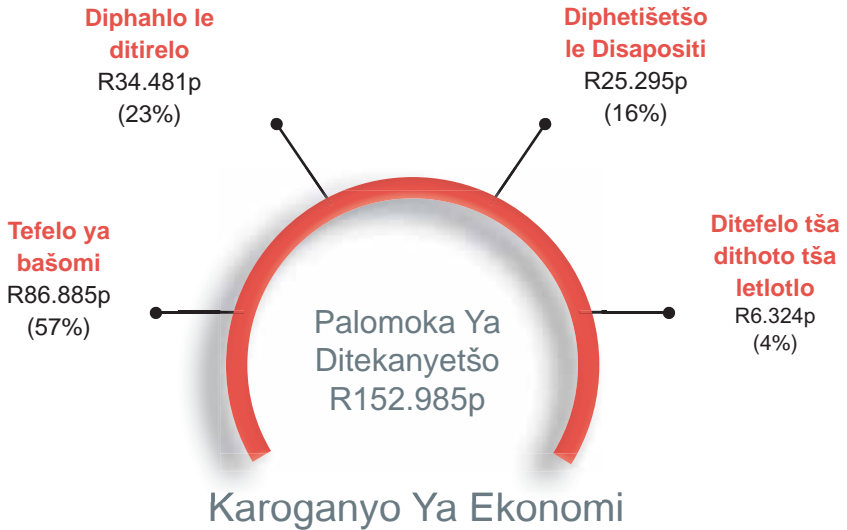 Diphahlo le
ditirelo
R34.481p
(23%)
Diphetišetšo
le Disapositi
R25.295p
(16%)
Tefelo ya
bašomi
R86.885p
(57%)
Ditefelo tša
dithoto tša
letlotlo
R6.324p
(4%)
Palomoka Ya
Ditekanyetšo
R152.985p
Karoganyo Ya Ekonomi